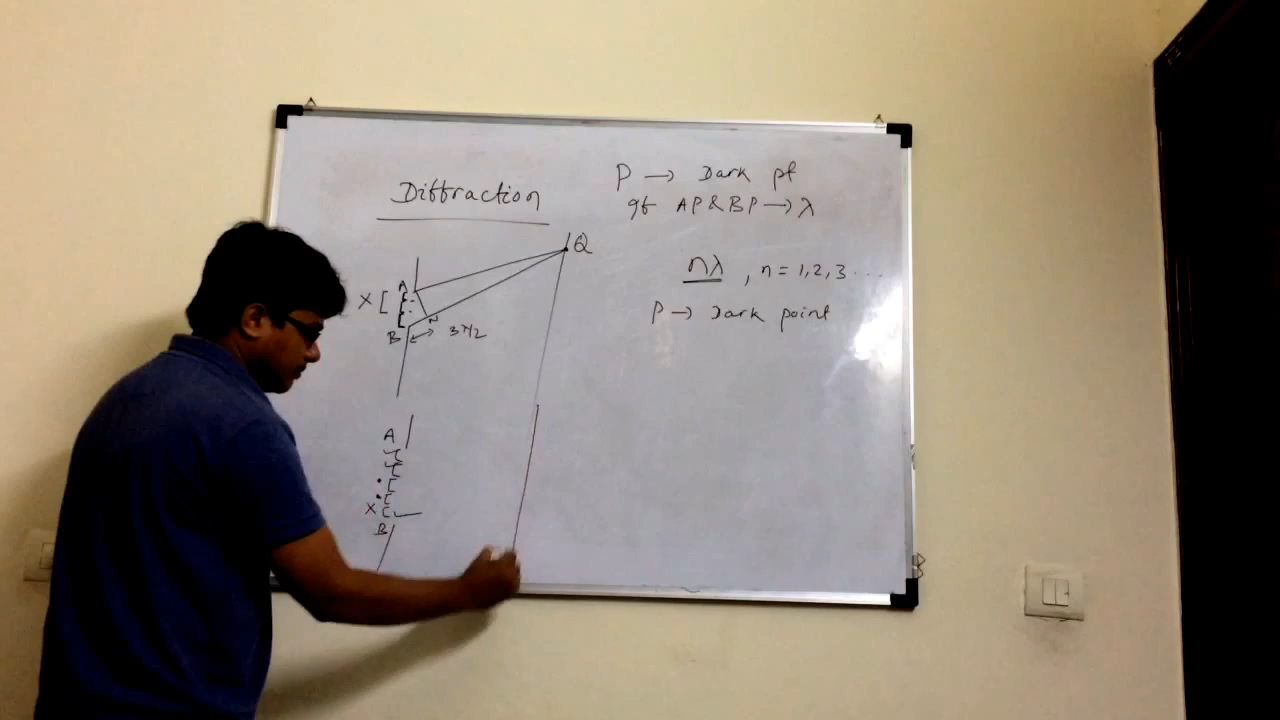 Diffraction
P → Dark pt
If AP & BP → λ
nλ, n = 1, 2, 3 ...
P → Dark point
Q
A
X [
N
B
3λ/2
A
X
B